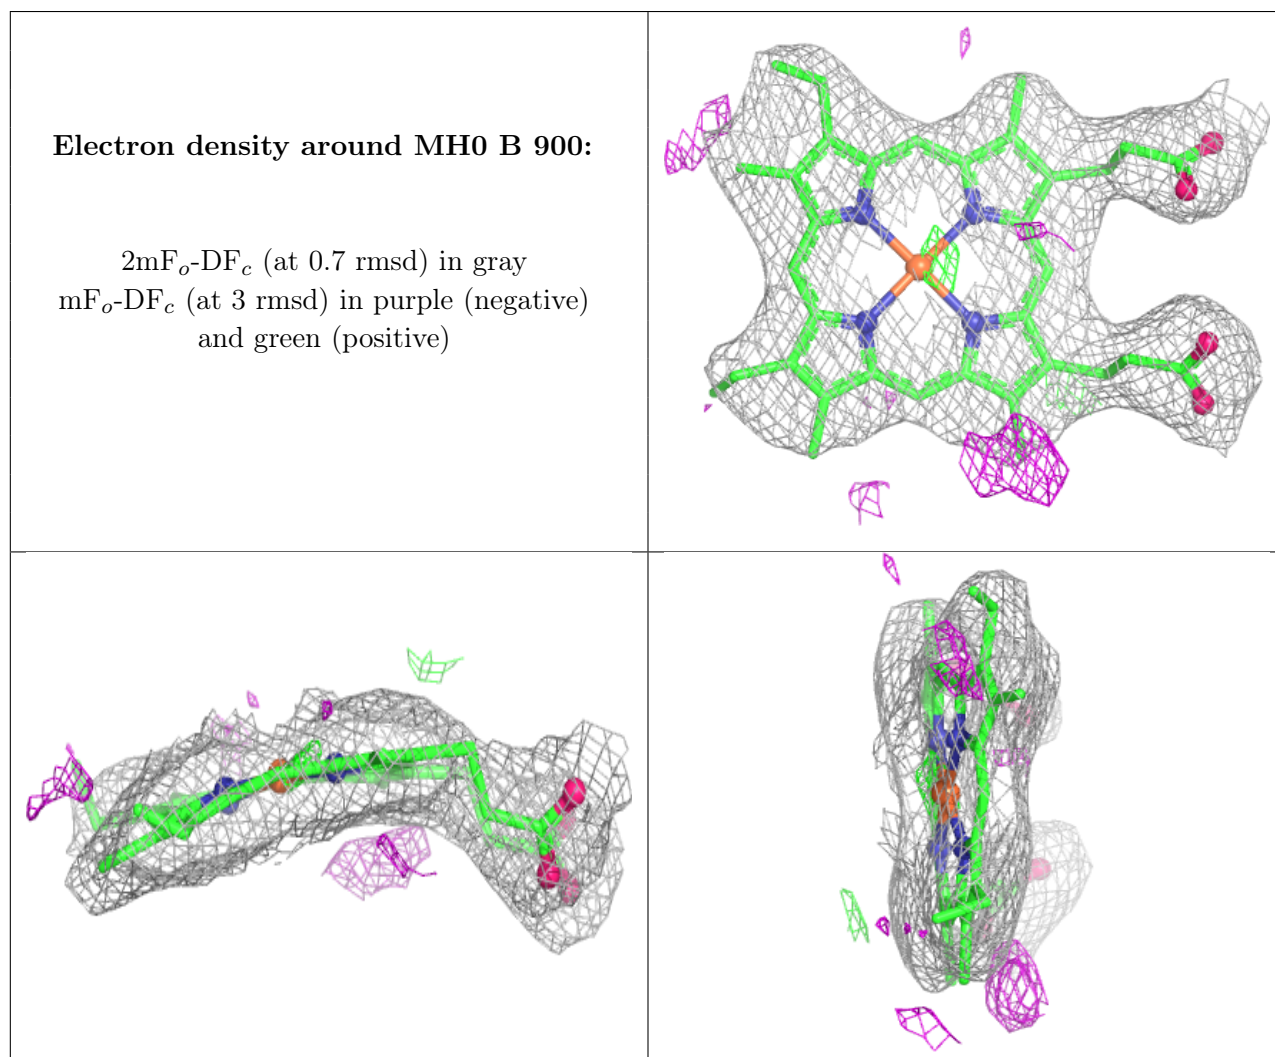 Electron density around MH0 B 900:
2mFo-DFc (at 0.7 rmsd) in gray
mFo-DFc (at 3 rmsd) in purple (negative)
and green (positive)